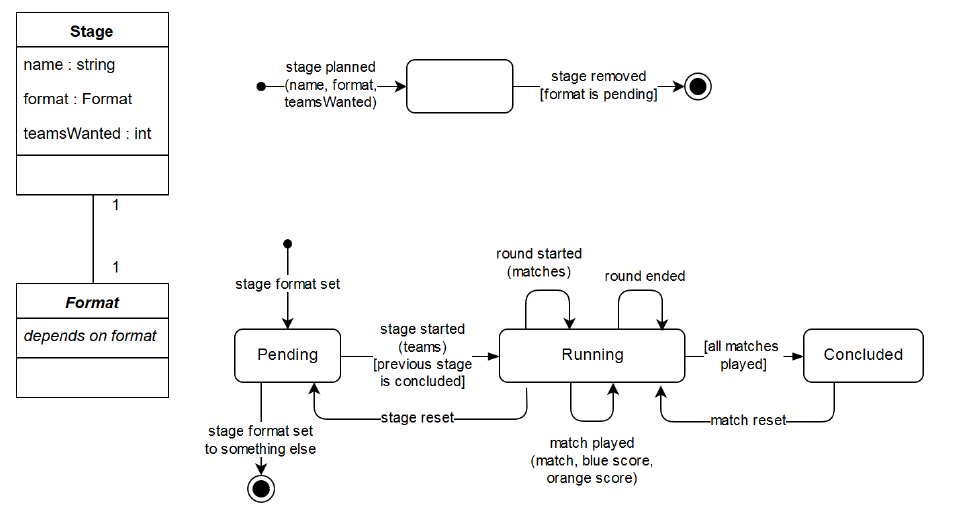 Stage
name : string
format : Format
teamsWanted : int
1
1
Format
depends on format
stage planned
(name, format,
teamsWanted)
stage removed
[format is pending]
stage format set
Pending
stage format set
to something else
stage started
(teams)
[previous stage
is concluded]
stage reset
round started
(matches)
round ended
Running
match played
(match, blue score,
orange score)
[all matches
played]
Concluded
match reset